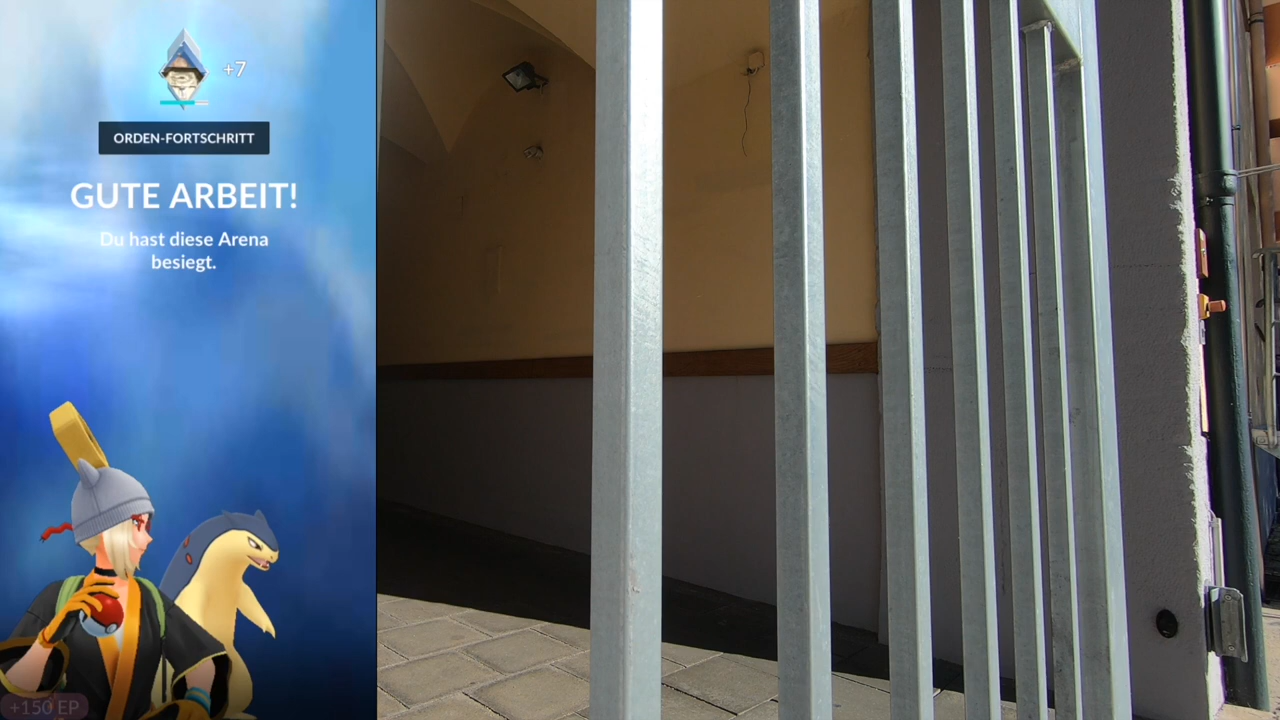 +7
ORDEN-FORTSCHRITT
GUTE ARBEIT!
Du hast diese Arena
besiegt.
+150 EP